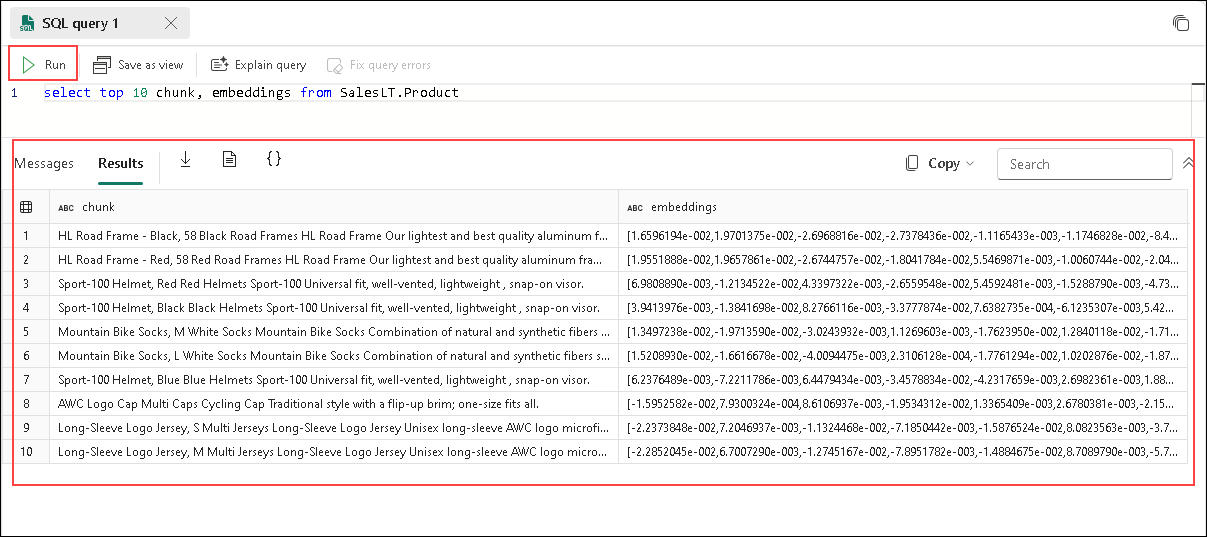 SQL query 1
Run Save as view Explain query Fix query errors
1 select top 10 chunk, embeddings from SalesLT.Product
Messages Results {} Copy Search
ABC chunk ABC embeddings
1 HL Road Frame - Black, 58 Black Road Frames HL Road Frame Our lightest and best quality aluminum f... [1.6596194e-002,1.9701375e-002,-2.6968816e-002,-2.7378436e-002,-1.1165433e-003,-1.1746828e-002,-8.4...
2 HL Road Frame - Red, 58 Red Road Frames HL Road Frame Our lightest and best quality aluminum fra... [1.9551888e-002,1.9657861e-002,-2.6744757e-002,-1.8041784e-002,5.5469871e-003,-1.0060744e-002,-2.04...
3 Sport-100 Helmet, Red Red Helmets Sport-100 Universal fit, well-vented, lightweight , snap-on visor. [6.9808890e-003,-1.2134522e-002,4.3397322e-003,-2.6559548e-002,5.4592481e-003,-1.5288790e-003,-4.73...
4 Sport-100 Helmet, Black Black Helmets Sport-100 Universal fit, well-vented, lightweight , snap-on visor. [3.9413976e-003,-1.3841698e-002,8.2766116e-003,-3.3777874e-002,7.6382735e-004,-6.1235307e-003,5.42...
5 Mountain Bike Socks, M White Socks Mountain Bike Socks Combination of natural and synthetic fibers ... [1.3497238e-002,-1.9713590e-002,-3.0243932e-003,1.1269603e-003,-1.7623950e-002,1.2840118e-002,-1.71...
6 Mountain Bike Socks, L White Socks Mountain Bike Socks Combination of natural and synthetic fibers s... [1.5208930e-002,-1.6616678e-002,-4.0094475e-003,2.3106128e-004,-1.7761294e-002,1.0202876e-002,-1.87...
7 Sport-100 Helmet, Blue Blue Helmets Sport-100 Universal fit, well-vented, lightweight , snap-on visor. [6.2376489e-003,-7.2211786e-003,6.4479434e-003,-3.4578834e-002,-4.2317659e-003,2.6982361e-003,1.88...
8 AWC Logo Cap Multi Caps Cycling Cap Traditional style with a flip-up brim; one-size fits all. [-1.5952582e-002,7.9300324e-004,8.6106937e-003,-1.9534312e-002,1.3365409e-003,2.6780381e-003,-2.15...
9 Long-Sleeve Logo Jersey, S Multi Jerseys Long-Sleeve Logo Jersey Unisex long-sleeve AWC logo microfi... [-2.2373848e-002,7.2046937e-003,-1.1324468e-002,-7.1850442e-003,-1.5876524e-002,8.0823563e-003,-3.7...
10 Long-Sleeve Logo Jersey, M Multi Jerseys Long-Sleeve Logo Jersey Unisex long-sleeve AWC logo micro... [-2.2852045e-002,6.7007290e-003,-1.2745167e-002,-7.8951782e-003,-1.4884675e-002,8.7089790e-003,-5.7...